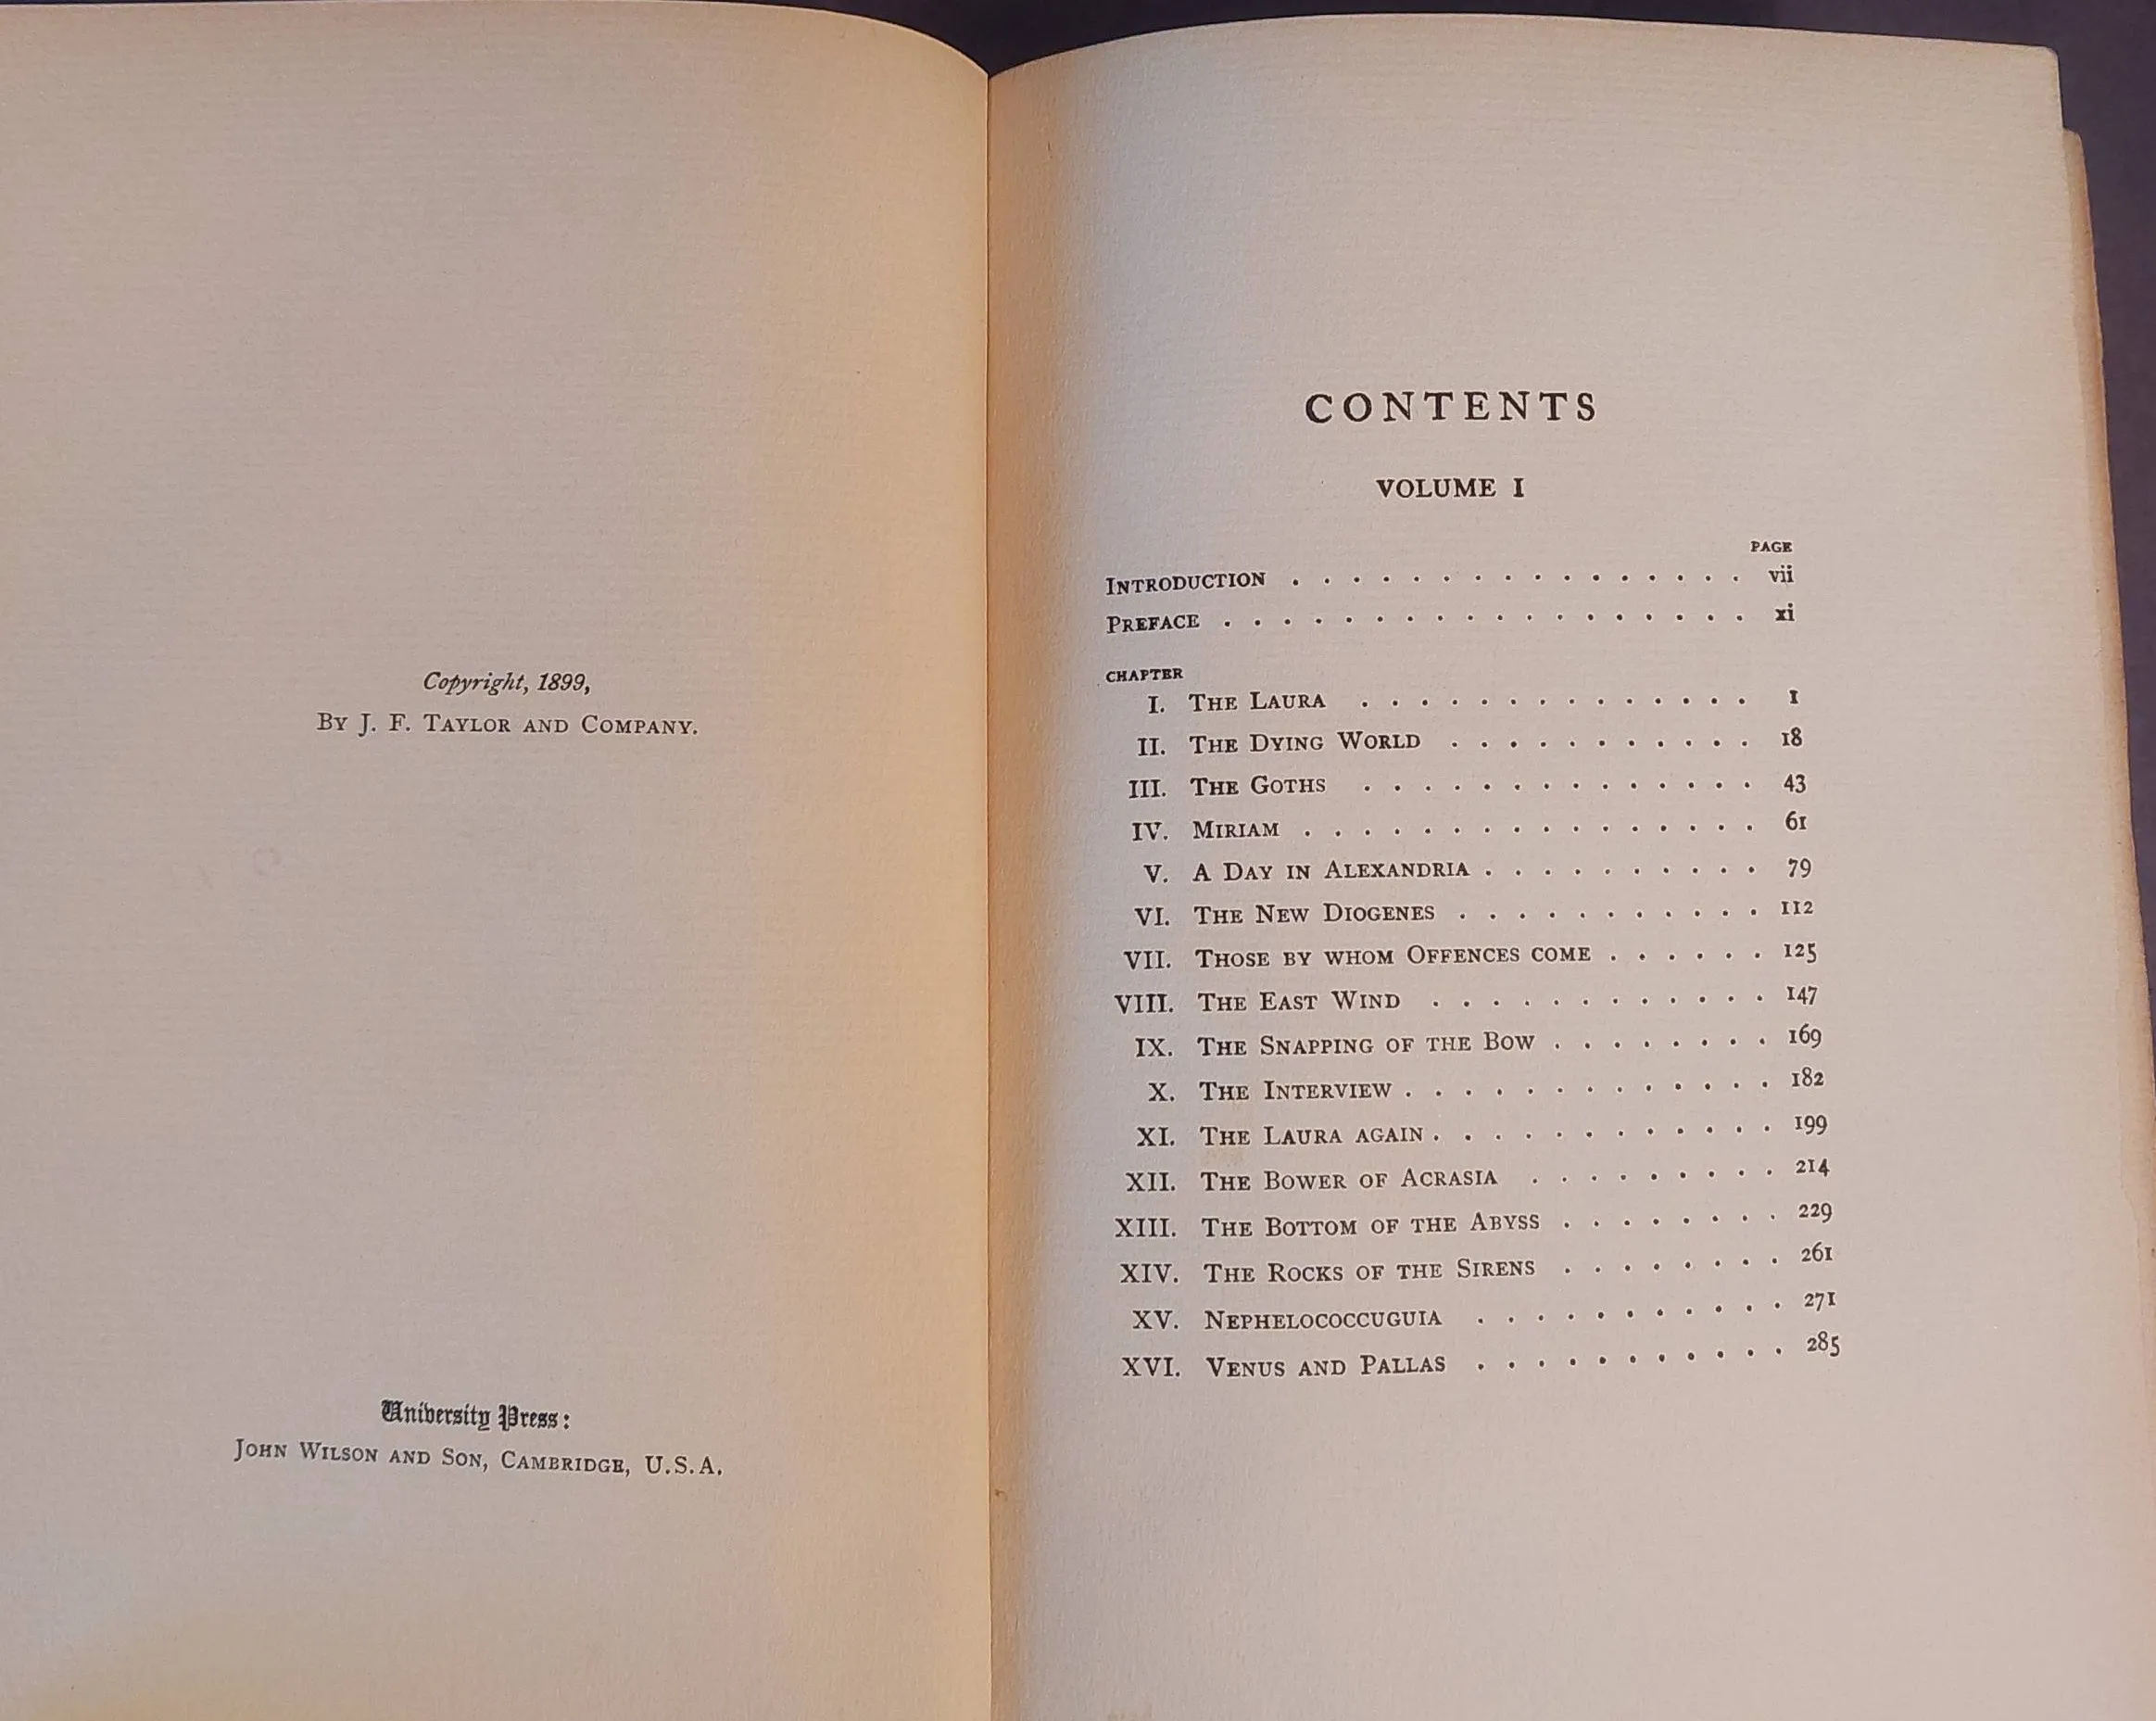 Copyright, 1899,
By J. F. Taylor and Company.
University Press:
John Wilson and Son, Cambridge, U.S.A.
CONTENTS
VOLUME I
PAGE
Introduction . . . . . . . . . . . . . . . . vii
Preface . . . . . . . . . . . . . . . . . . xi
CHAPTER
I. The Laura . . . . . . . . . . . . . . 1
II. The Dying World . . . . . . . . . . . 18
III. The Goths . . . . . . . . . . . . . . 43
IV. Miriam . . . . . . . . . . . . . . . . 61
V. A Day in Alexandria . . . . . . . . . . 79
VI. The New Diogenes . . . . . . . . . . . 112
VII. Those by whom Offences come . . . . . . 125
VIII. The East Wind . . . . . . . . . . . . 147
IX. The Snapping of the Bow . . . . . . . . 169
X. The Interview . . . . . . . . . . . . . 182
XI. The Laura again . . . . . . . . . . . . 199
XII. The Bower of Acrasia . . . . . . . . . 214
XIII. The Bottom of the Abyss . . . . . . . . 229
XIV. The Rocks of the Sirens . . . . . . . . 261
XV. Nephelococcuguia . . . . . . . . . . . 271
XVI. Venus and Pallas . . . . . . . . . . . 285